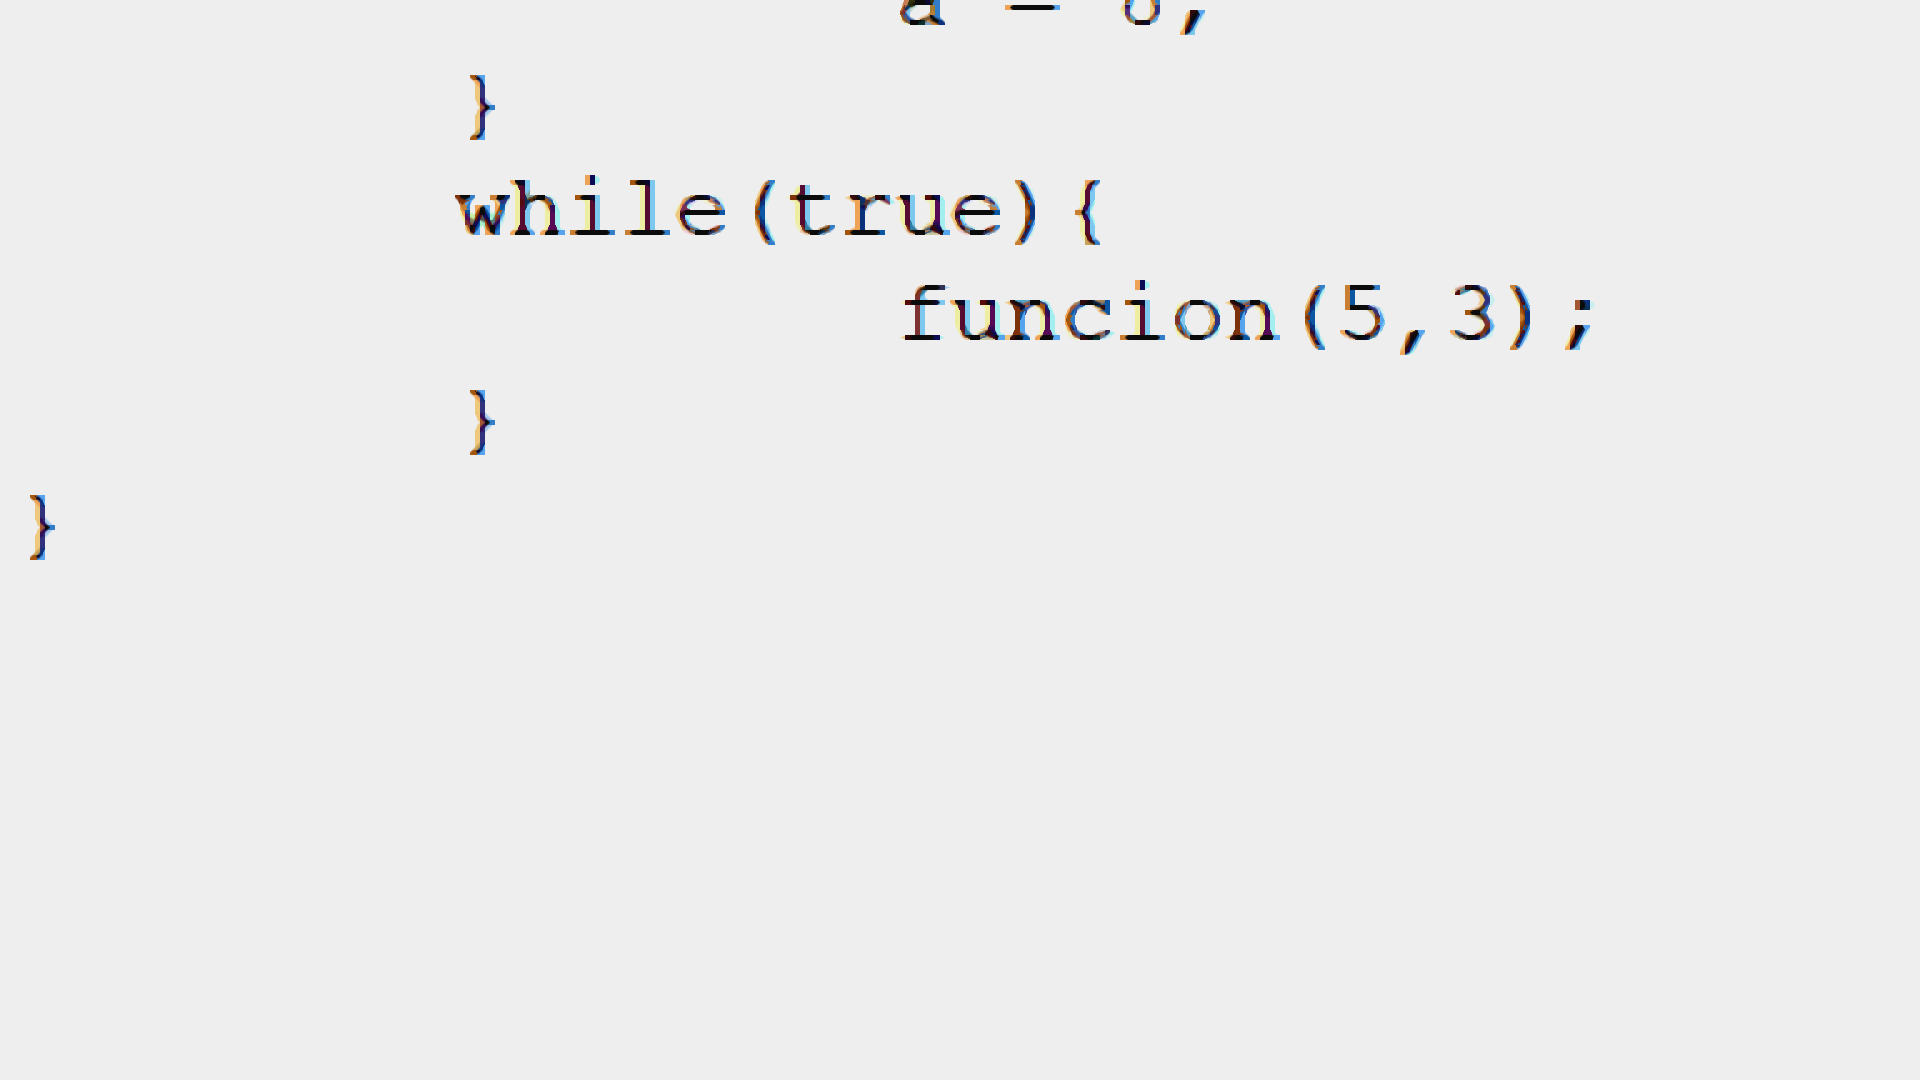 a =
}
while(true){
funcion(5,3);
}
}